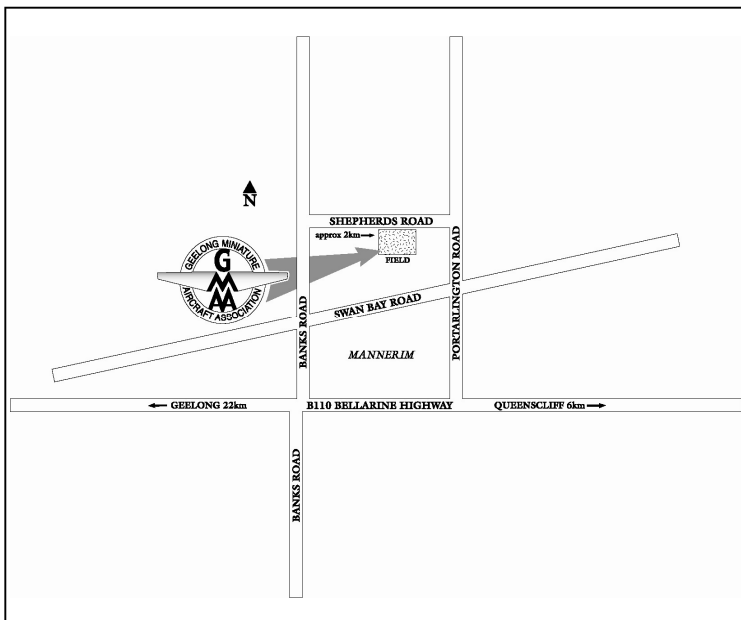 N
SHEPHERDS ROAD
approx 2km
FIELD
GEELONG MINIATURE
G
M
AA
AIRCRAFT ASSOCIATION
BANKS ROAD
SWAN BAY ROAD
PORTARLINGTON ROAD
MANNERIM
GEELONG 22km
B110 BELLARINE HIGHWAY
QUEENSCLIFF 6km
BANKS ROAD